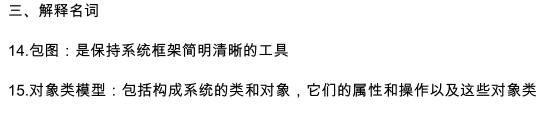 三、解释名词
14.包图：是保持系统框架简明清晰的工具
15.对象类模型：包括构成系统的类和对象，它们的属性和操作以及这些对象类